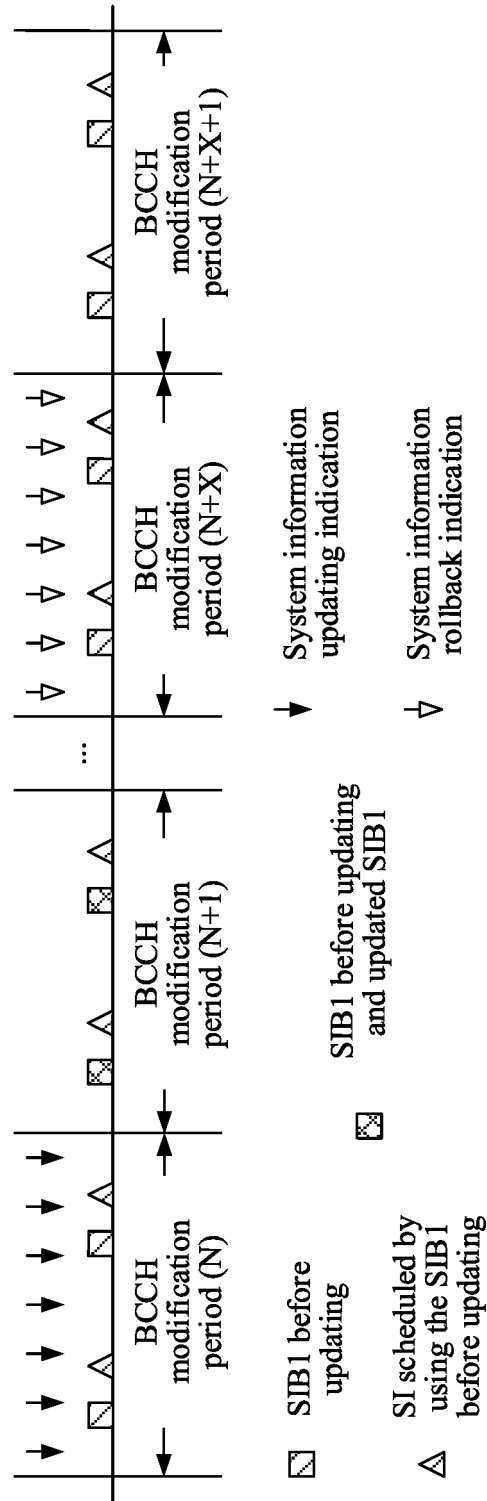 BCCH
modification
period (N)
BCCH
modification
period (N+1)
...
BCCH
modification
period (N+X)
BCCH
modification
period (N+X+1)
SIB1 before
updating
SIB1 before updating
and updated SIB1
System information
updating indication
SI scheduled by
using the SIB1
before updating
System information
rollback indication